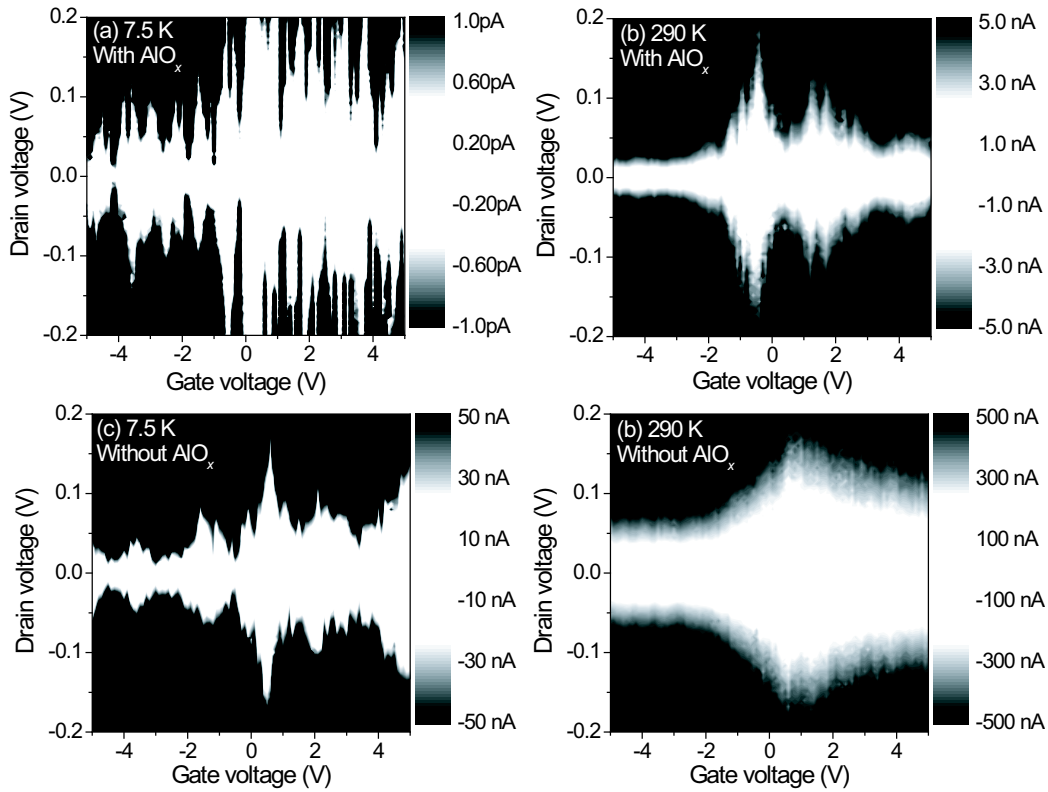 (a) 7.5 K
With AlOx
0.2
0.1
0.0
-0.1
-0.2
Drain voltage (V)
-4
-2
0
2
4
Gate voltage (V)
1.0pA
0.60pA
0.20pA
-0.20pA
-0.60pA
-1.0pA
(b) 290 K
With AlOx
0.2
0.1
0.0
-0.1
-0.2
Drain voltage (V)
-4
-2
0
2
4
Gate voltage (V)
5.0 nA
3.0 nA
1.0 nA
-1.0 nA
-3.0 nA
-5.0 nA
(c) 7.5 K
Without AlOx
0.2
0.1
0.0
-0.1
-0.2
Drain voltage (V)
-4
-2
0
2
4
Gate voltage (V)
50 nA
30 nA
10 nA
-10 nA
-30 nA
-50 nA
(b) 290 K
Without AlOx
0.2
0.1
0.0
-0.1
-0.2
Drain voltage (V)
-4
-2
0
2
4
Gate voltage (V)
500 nA
300 nA
100 nA
-100 nA
-300 nA
-500 nA